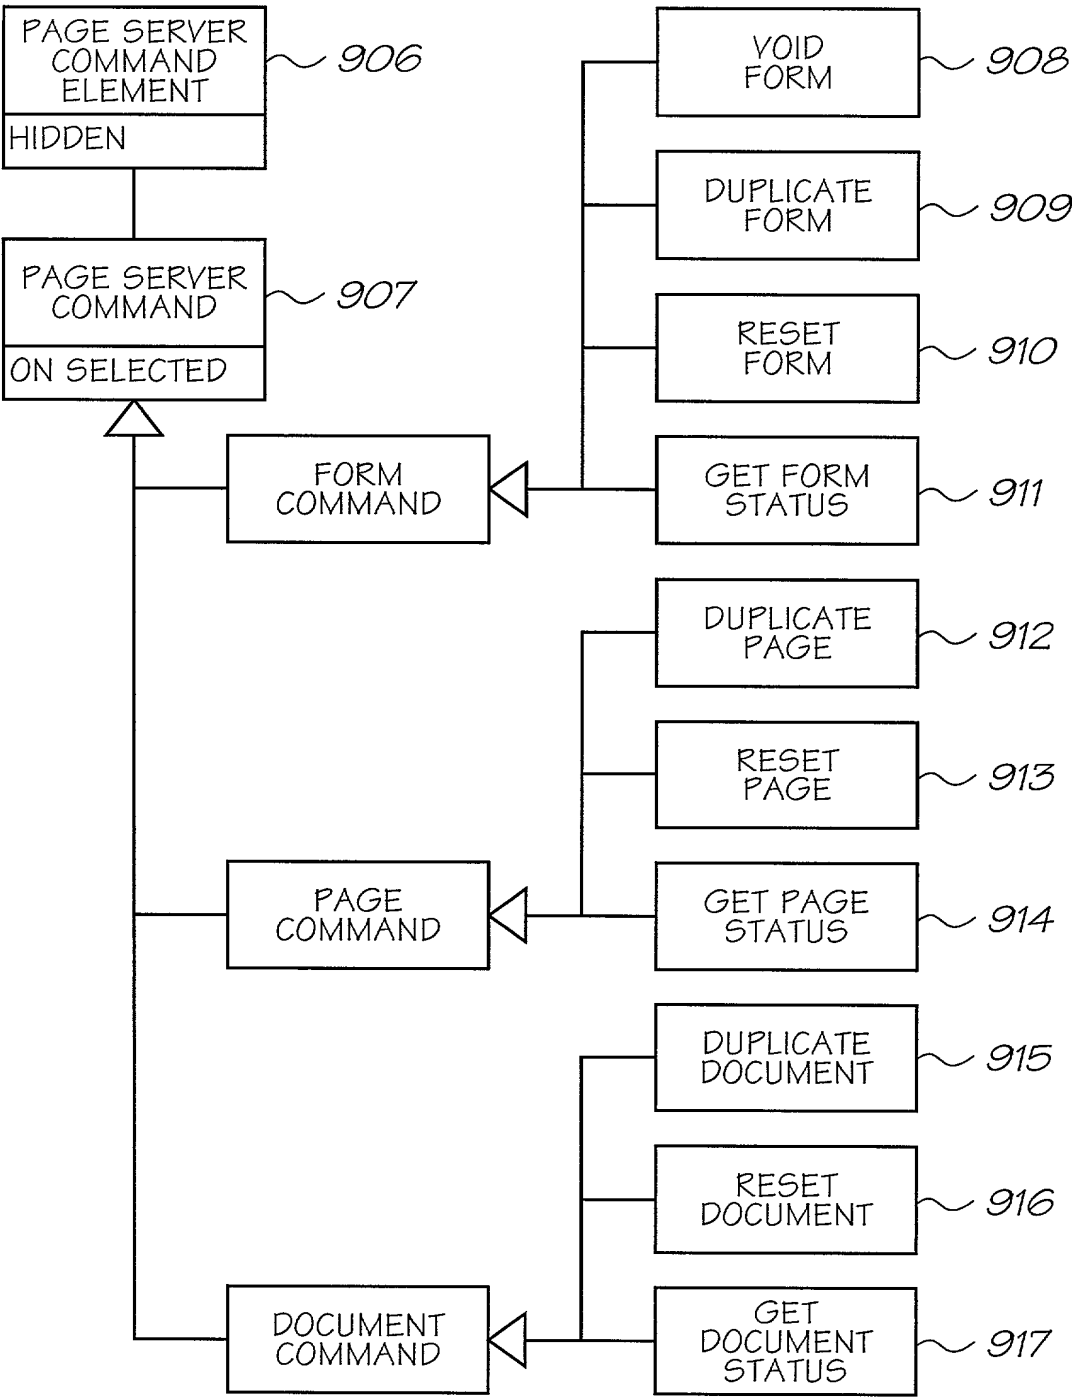 PAGE SERVER
COMMAND
ELEMENT
906
HIDDEN
PAGE SERVER
COMMAND
907
ON SELECTED
FORM
COMMAND
VOID
FORM
908
DUPLICATE
FORM
909
RESET
FORM
910
GET FORM
STATUS
911
PAGE
COMMAND
DUPLICATE
PAGE
912
RESET
PAGE
913
GET PAGE
STATUS
914
DOCUMENT
COMMAND
DUPLICATE
DOCUMENT
915
RESET
DOCUMENT
916
GET
DOCUMENT
STATUS
917